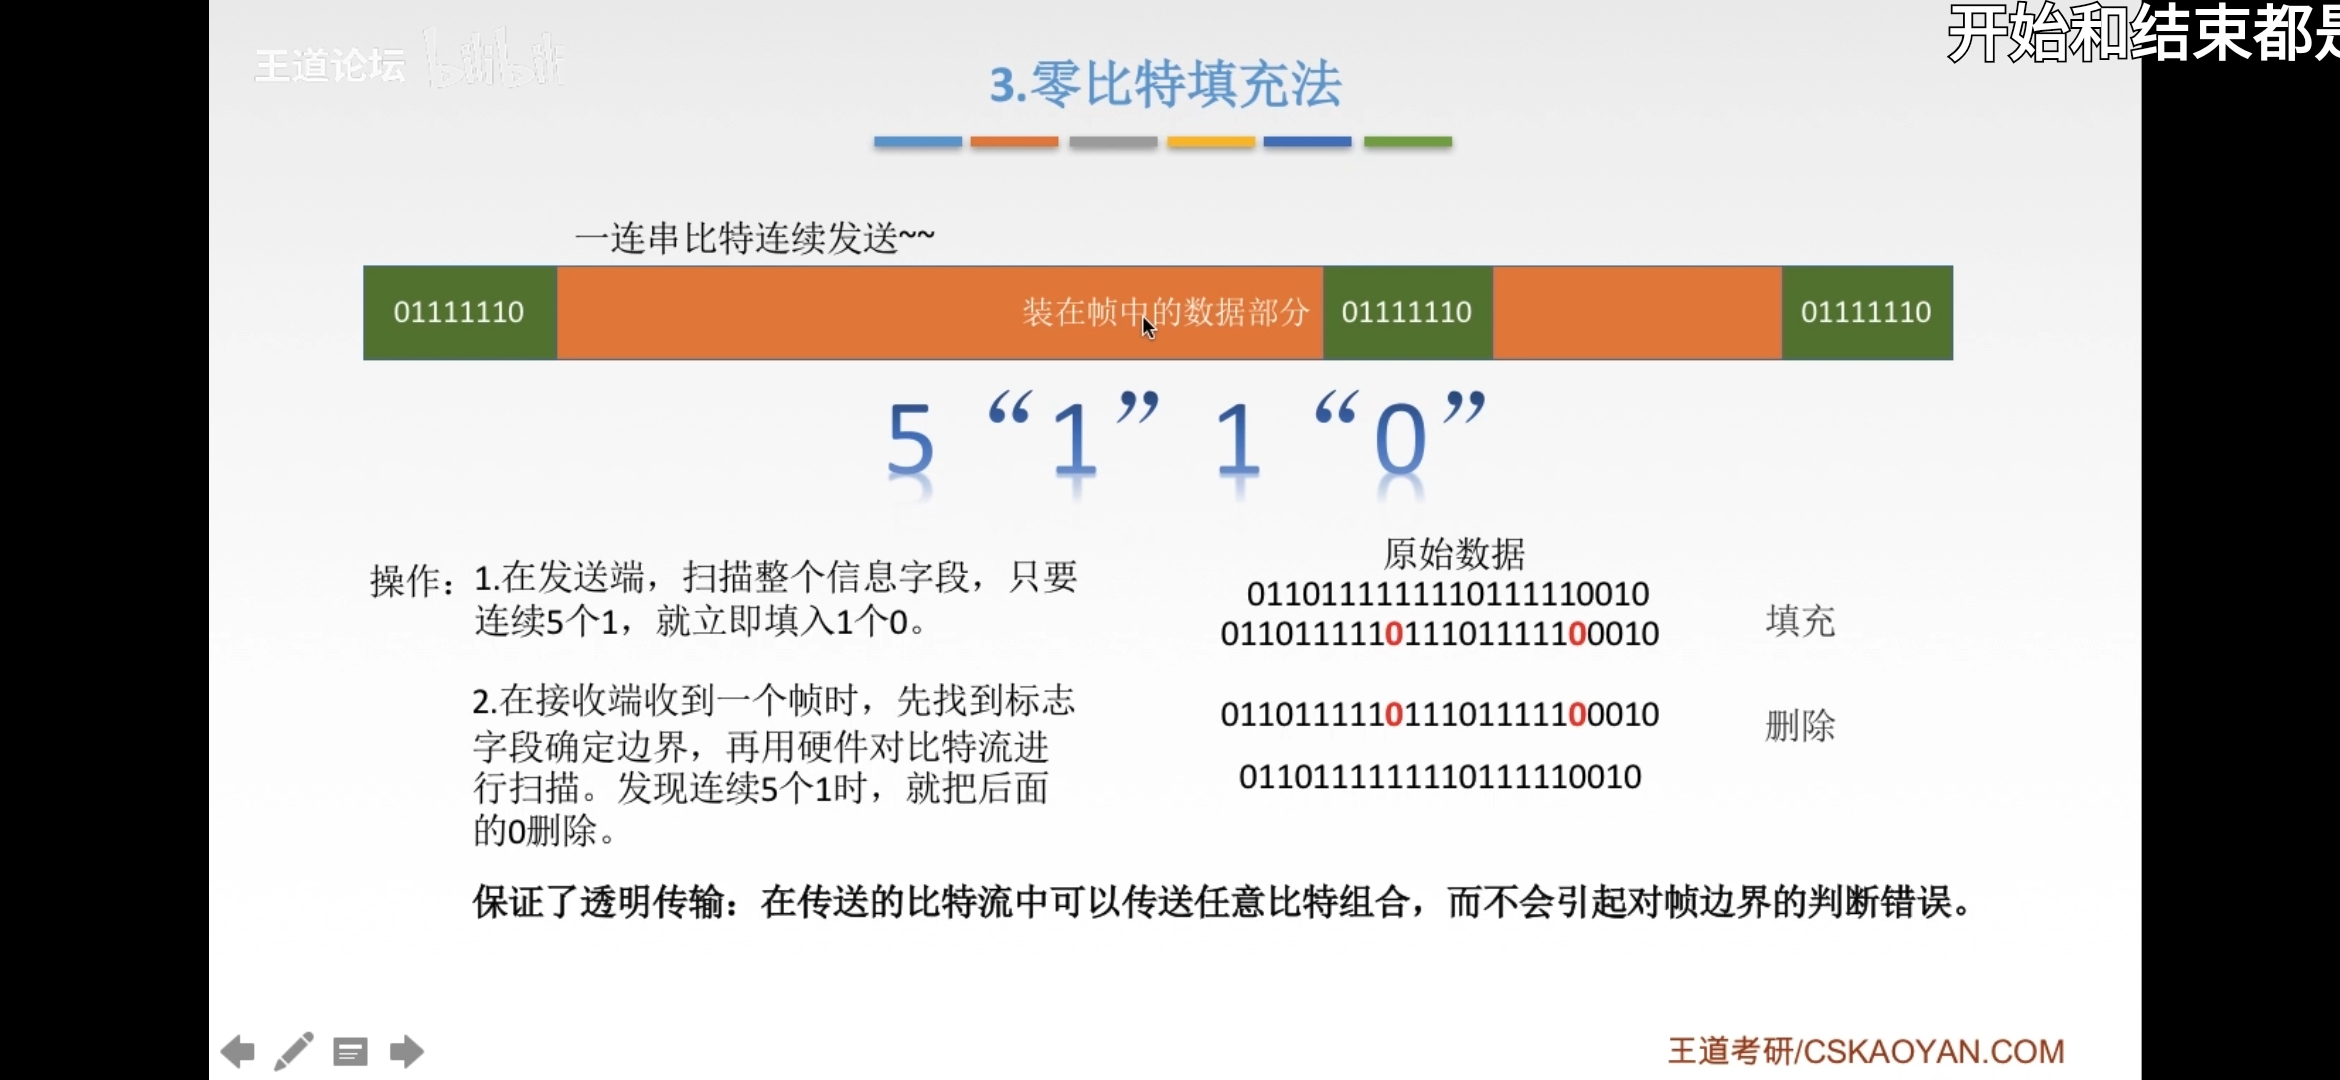 王道论坛 bilibili
开始和结束都是
3.零比特填充法
一连串比特连续发送~~
01111110 装在帧中的数据部分 01111110 01111110
5 “1” 1 “0”
操作：1.在发送端，扫描整个信息字段，只要
连续5个1，就立即填入1个0。
2.在接收端收到一个帧时，先找到标志
字段确定边界，再用硬件对比特流进
行扫描。发现连续5个1时，就把后面
的0删除。
原始数据
0110111111110111110010
011011111011101111100010
填充
011011111011101111100010
删除
0110111111110111110010
保证了透明传输：在传送的比特流中可以传送任意比特组合，而不会引起对帧边界的判断错误。
王道考研/CSKAOYAN.COM